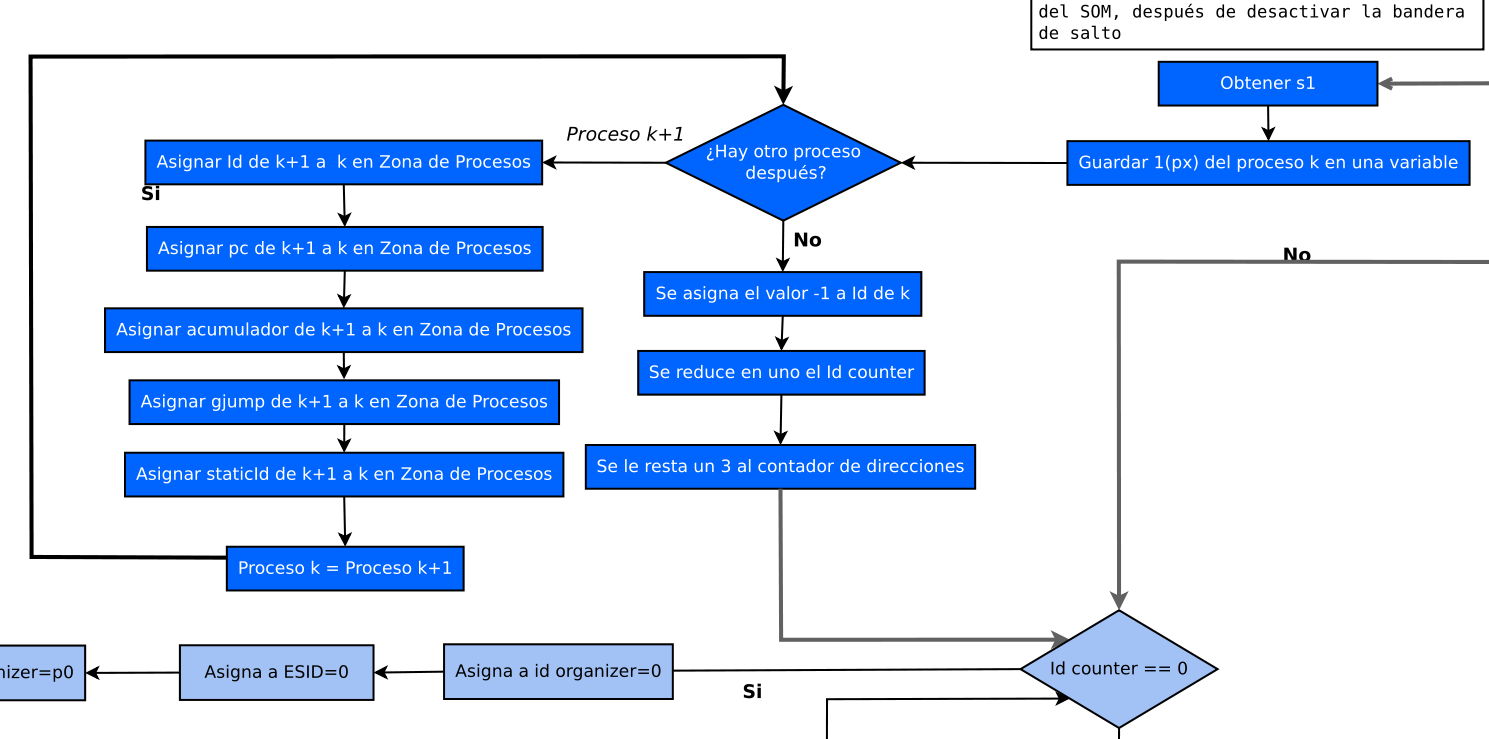 del SOM, después de desactivar la bandera
de salto
Obtener s1
Guardar 1(px) del proceso k en una variable
¿Hay otro proceso
después?
Proceso k+1
Asignar Id de k+1 a  k en Zona de Procesos
Si
Asignar pc de k+1 a k en Zona de Procesos
Asignar acumulador de k+1 a k en Zona de Procesos
Asignar gjump de k+1 a k en Zona de Procesos
Asignar staticId de k+1 a k en Zona de Procesos
Proceso k = Proceso k+1
No
Se asigna el valor -1 a Id de k
Se reduce en uno el Id counter
Se le resta un 3 al contador de direcciones
No
Id counter == 0
Si
Asigna a id organizer=0
Asigna a ESID=0
nizer=p0